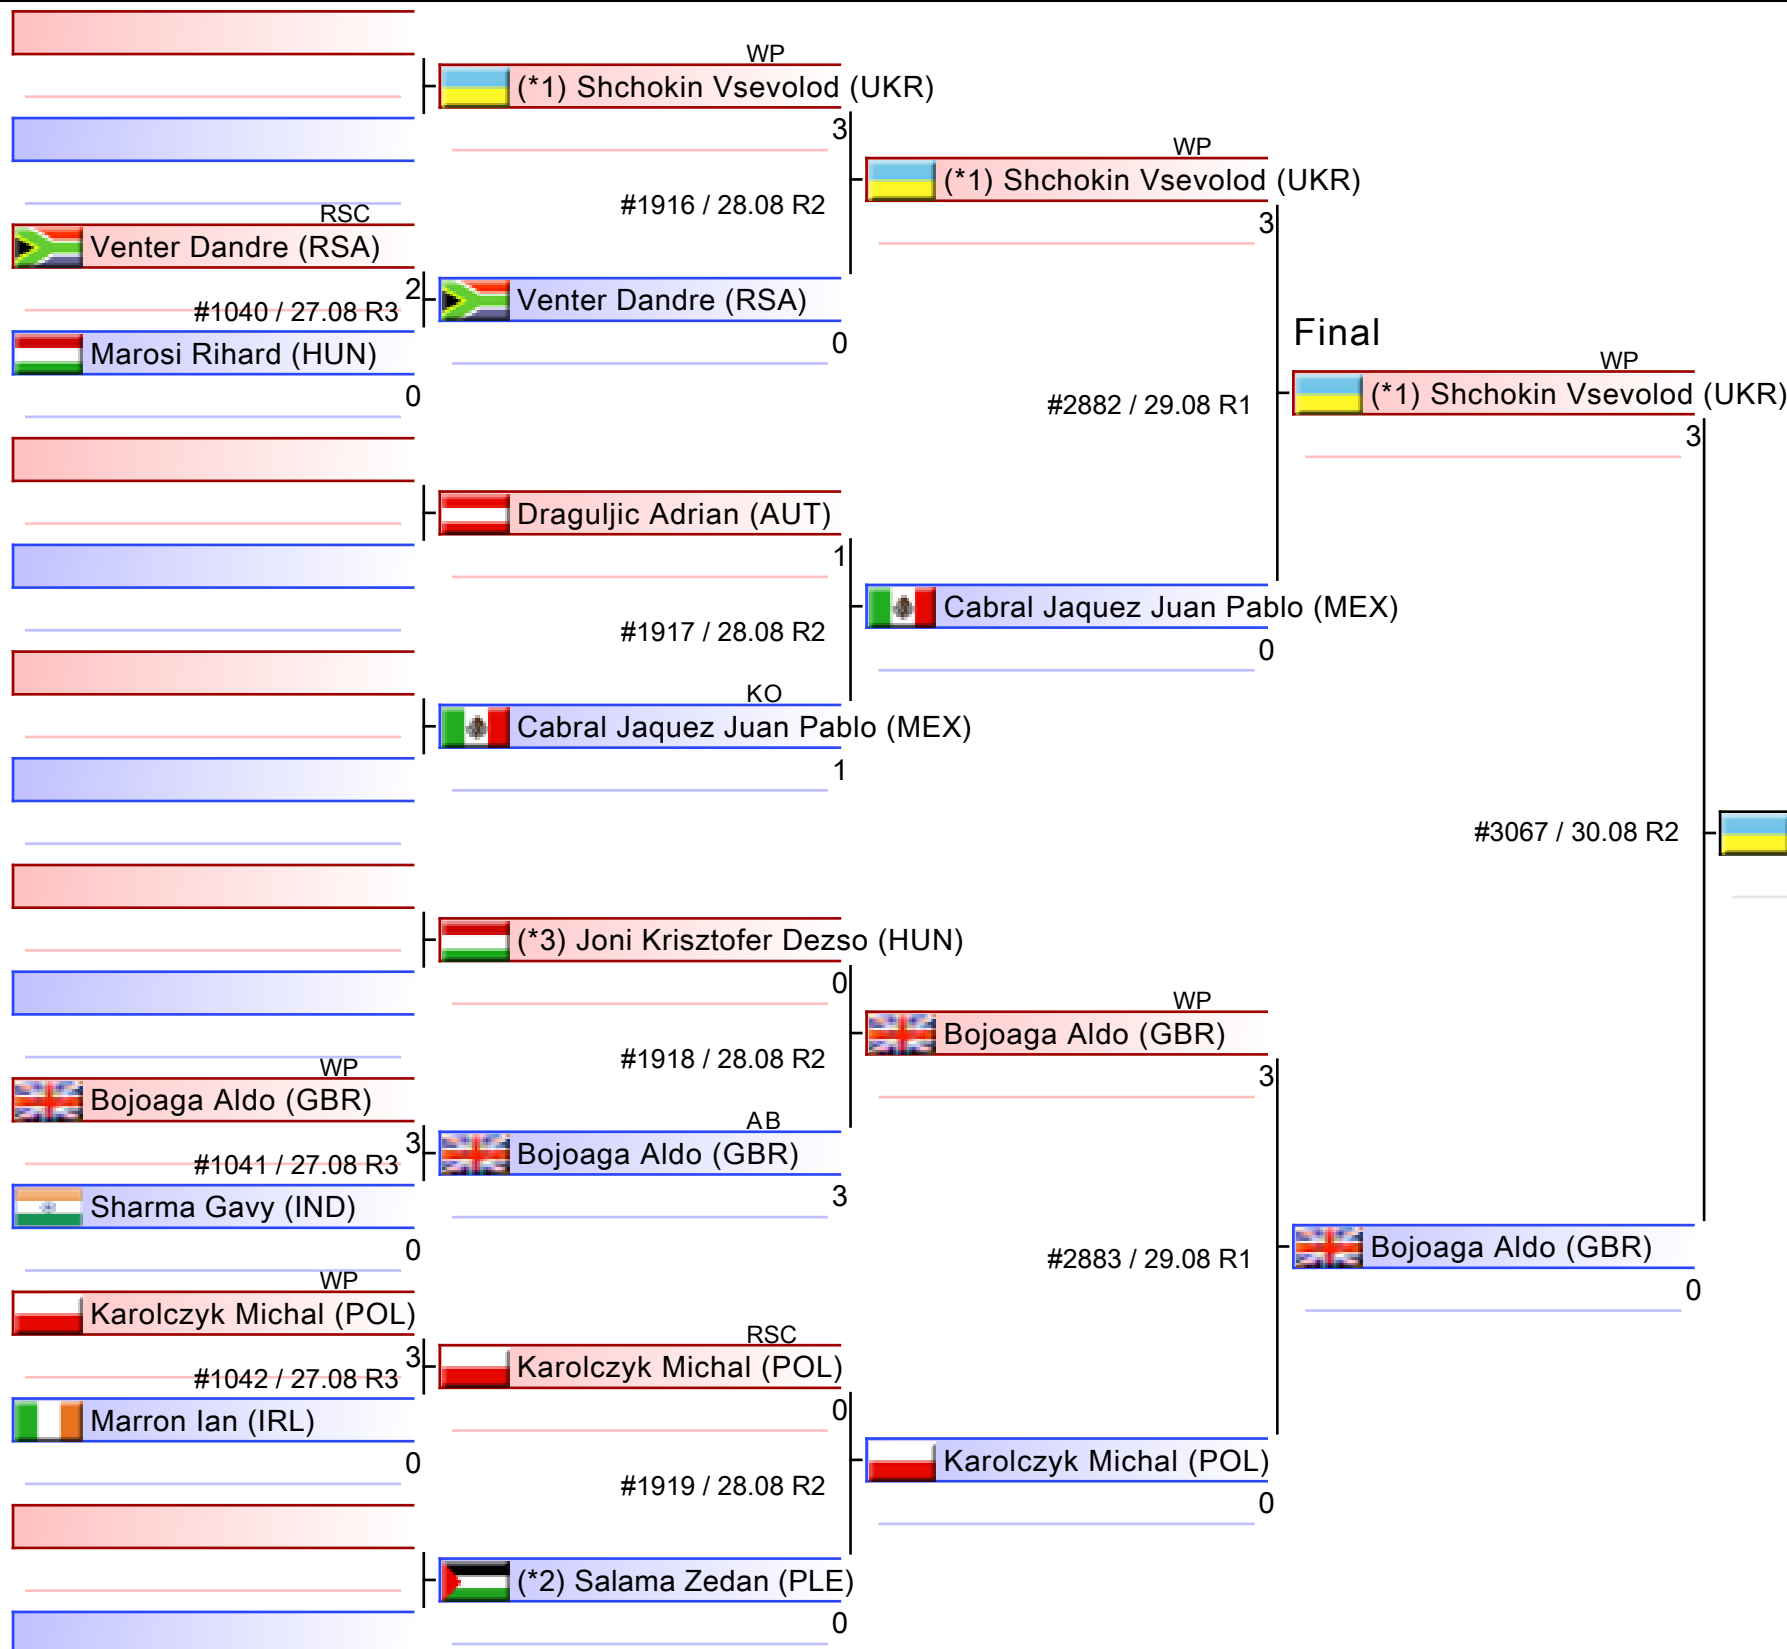 WP
(*1) Shchokin Vsevolod (UKR)
3
#1916 / 28.08 R2
RSC
Venter Dandre (RSA)
2
#1040 / 27.08 R3
Marosi Rihard (HUN)
0
Venter Dandre (RSA)
0
WP
(*1) Shchokin Vsevolod (UKR)
3
#2882 / 29.08 R1
Draguljic Adrian (AUT)
1
#1917 / 28.08 R2
KO
Cabral Jaquez Juan Pablo (MEX)
1
Cabral Jaquez Juan Pablo (MEX)
0
Final
WP
(*1) Shchokin Vsevolod (UKR)
3
#3067 / 30.08 R2
(*3) Joni Krisztofer Dezso (HUN)
0
#1918 / 28.08 R2
WP
Bojoaga Aldo (GBR)
3
#1041 / 27.08 R3
Sharma Gavy (IND)
0
AB
Bojoaga Aldo (GBR)
3
WP
Bojoaga Aldo (GBR)
3
#2883 / 29.08 R1
Bojoaga Aldo (GBR)
0
WP
Karolczyk Michal (POL)
3
#1042 / 27.08 R3
Marron Ian (IRL)
0
RSC
Karolczyk Michal (POL)
0
#1919 / 28.08 R2
Karolczyk Michal (POL)
0
(*2) Salama Zedan (PLE)
0